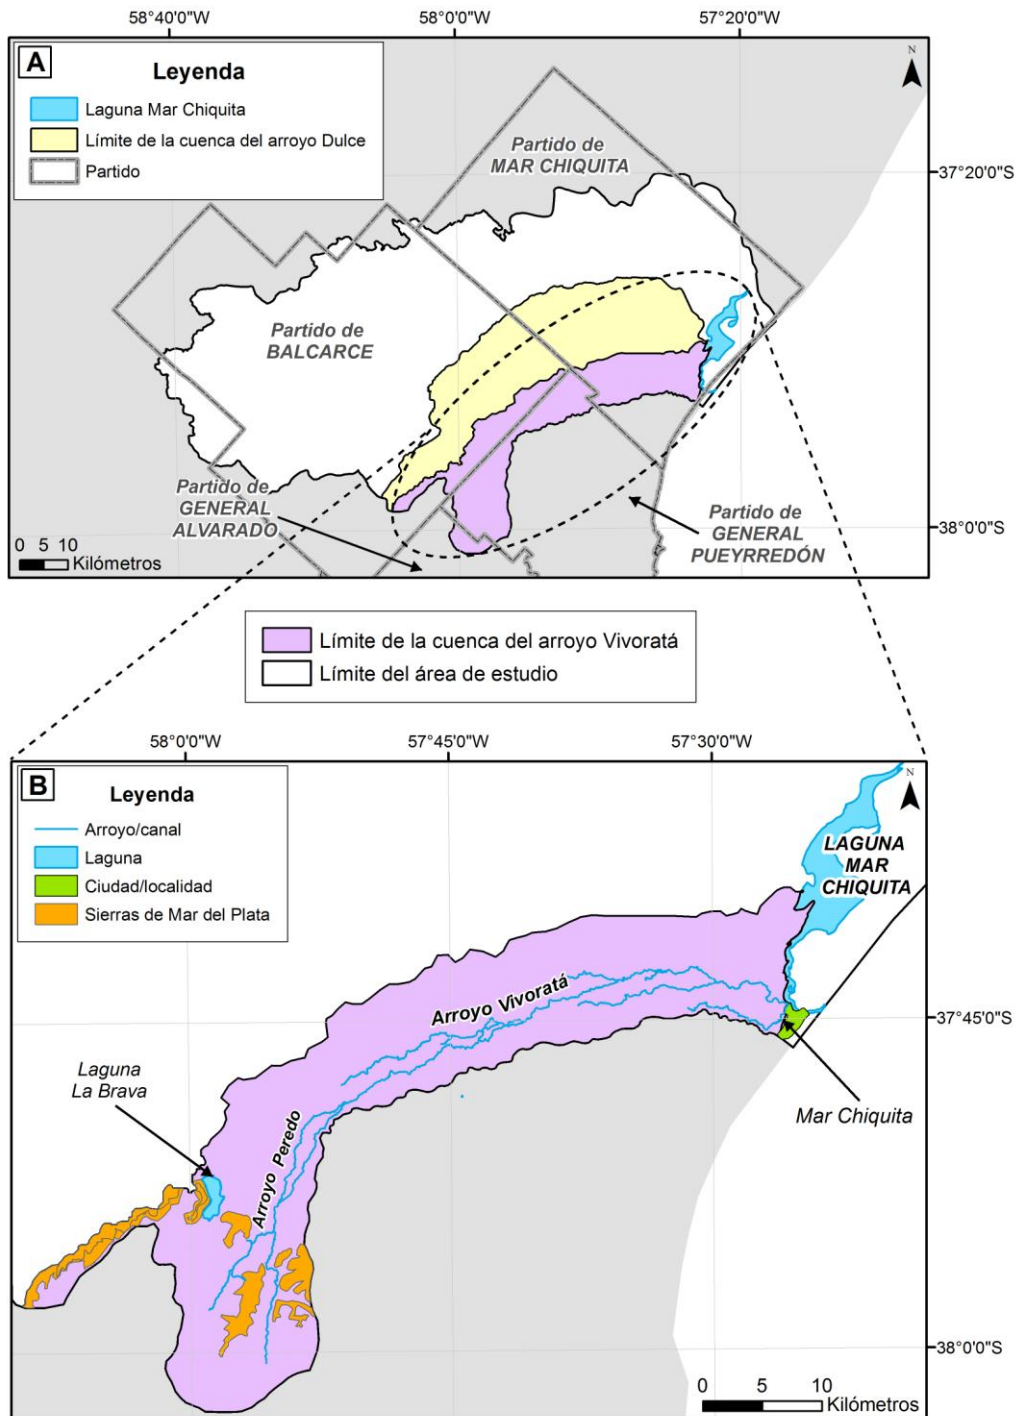 58°40'0"W
58°0'0"W
57°20'0"W
A
Leyenda
Laguna Mar Chiquita
Límite de la cuenca del arroyo Dulce
Partido
N
Partido de
MAR CHIQUITA
37°20'0"S
Partido de
BALCARCE
Partido de
GENERAL
ALVARADO
Partido de
GENERAL
PUEYRREDÓN
38°0'0"S
0 5 10
Kilómetros
Límite de la cuenca del arroyo Vivoratá
Límite del área de estudio
58°0'0"W
57°45'0"W
57°30'0"W
B
Leyenda
Arroyo/canal
Laguna
Ciudad/localidad
Sierras de Mar del Plata
N
LAGUNA
MAR
CHIQUITA
Arroyo Vivoratá
37°45'0"S
Laguna
La Brava
Mar Chiquita
Arroyo Peredo
38°0'0"S
0 5 10
Kilómetros